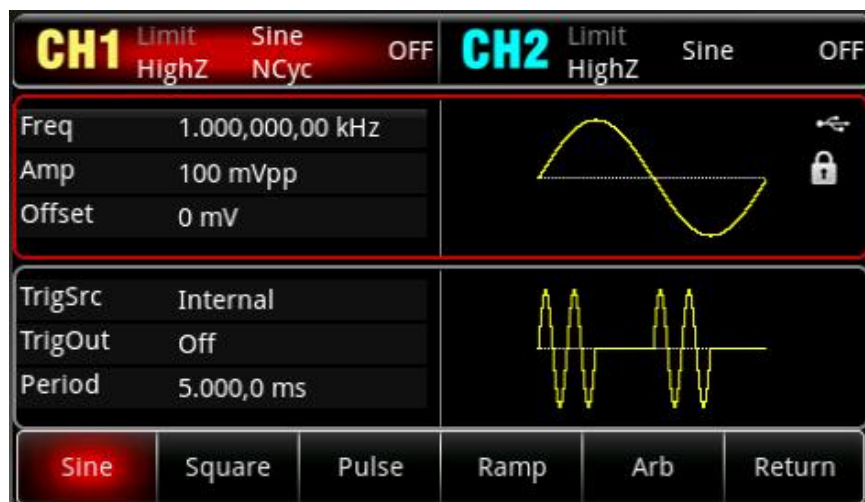 CH1 Limit Sine OFF CH2 Limit Sine OFF
HighZ NCyc HighZ
Freq 1.000,000,00 kHz
Amp 100 mVpp
Offset 0 mV
TrigSrc Internal
TrigOut Off
Period 5.000,0 ms
Sine Square Pulse Ramp Arb Return